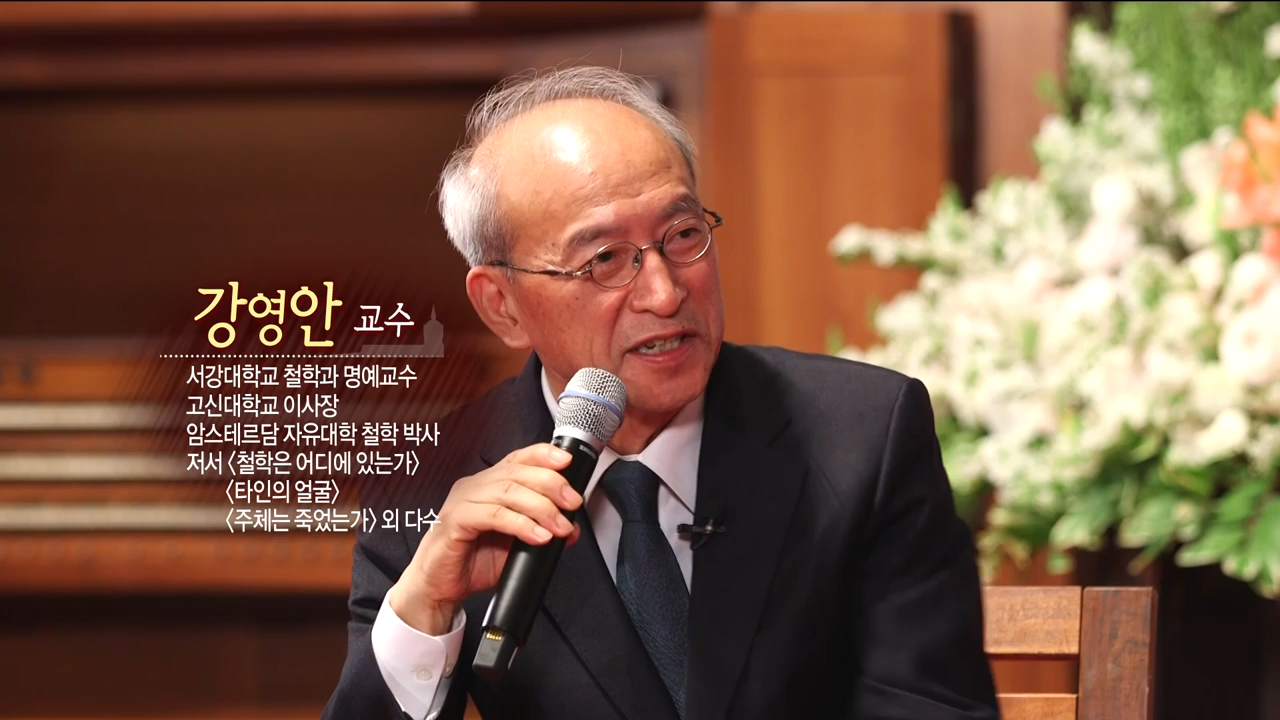 강영안 교수
서강대학교 철학과 명예교수
고신대학교 이사장
암스테르담 자유대학 철학 박사
저서 〈철학은 어디에 있는가〉
〈타인의 얼굴〉
〈주체는 죽었는가〉 외 다수